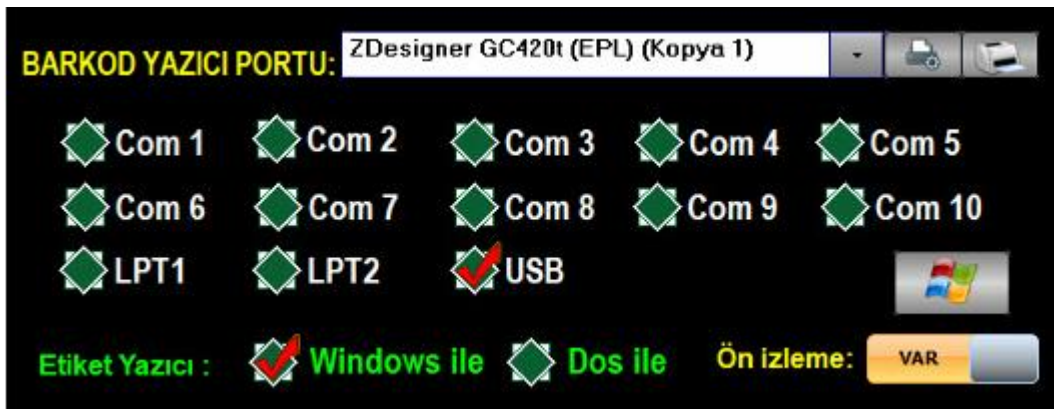 BARKOD YAZICI PORTU: ZDesigner GC420t (EPL) (Kopya 1)
Com 1 Com 2 Com 3 Com 4 Com 5
Com 6 Com 7 Com 8 Com 9 Com 10
LPT1 LPT2 USB
Etiket Yazıcı : Windows ile Dos ile Ön izleme: VAR